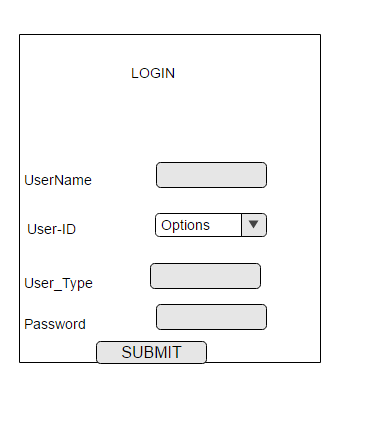 LOGIN
UserName
User-ID Options
User_Type
Password
SUBMIT